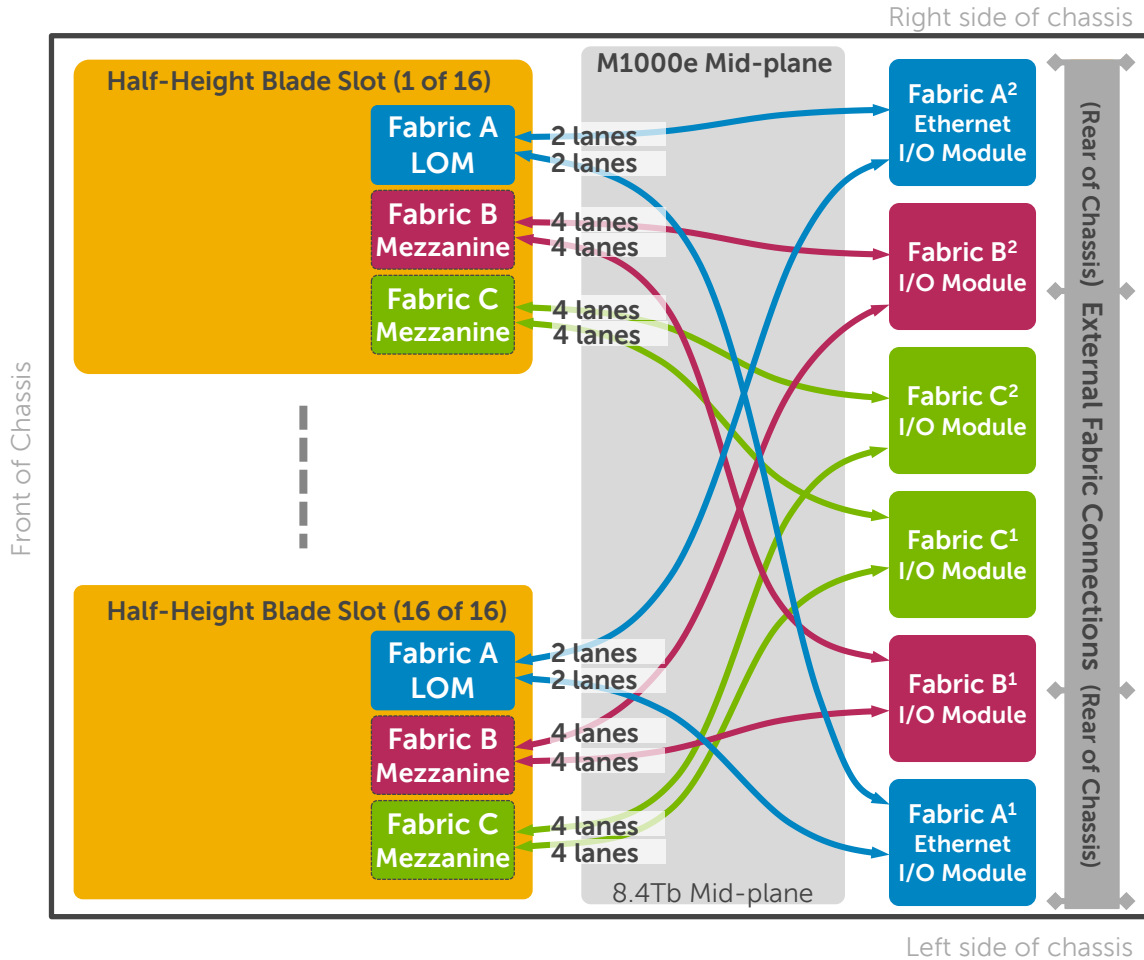 Right side of chassis
Front of Chassis
Half-Height Blade Slot (1 of 16)
Fabric A
LOM
Fabric B
Mezzanine
Fabric C
Mezzanine
2 lanes
2 lanes
4 lanes
4 lanes
4 lanes
4 lanes
Half-Height Blade Slot (16 of 16)
Fabric A
LOM
Fabric B
Mezzanine
Fabric C
Mezzanine
2 lanes
2 lanes
4 lanes
4 lanes
4 lanes
4 lanes
M1000e Mid-plane
8.4Tb Mid-plane
Fabric A²
Ethernet
I/O Module
Fabric B²
I/O Module
Fabric C²
I/O Module
Fabric C¹
I/O Module
Fabric B¹
I/O Module
Fabric A¹
Ethernet
I/O Module
(Rear of Chassis) External Fabric Connections (Rear of Chassis)
Left side of chassis